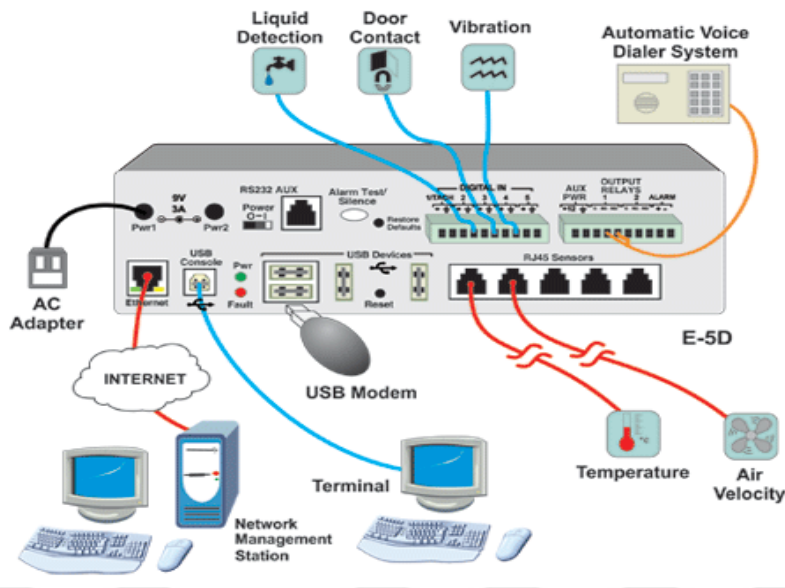 Liquid
Detection
Door
Contact
Vibration
Automatic Voice
Dialer System
9V
3A
Pwr1
Pwr2
RS232 AUX
Power
Alarm Test/
Silence
Restore
Defaults
DIGITAL IN
1/TACH 2 3 4 5
AUX
PWR
OUTPUT
RELAYS
1 2 ALARM
AC
Adapter
Ethernet
USB
Console
Pwr
Fault
USB Devices
Reset
RJ45 Sensors
E-5D
USB Modem
INTERNET
°C
Temperature
Air
Velocity
Terminal
Network
Management
Station